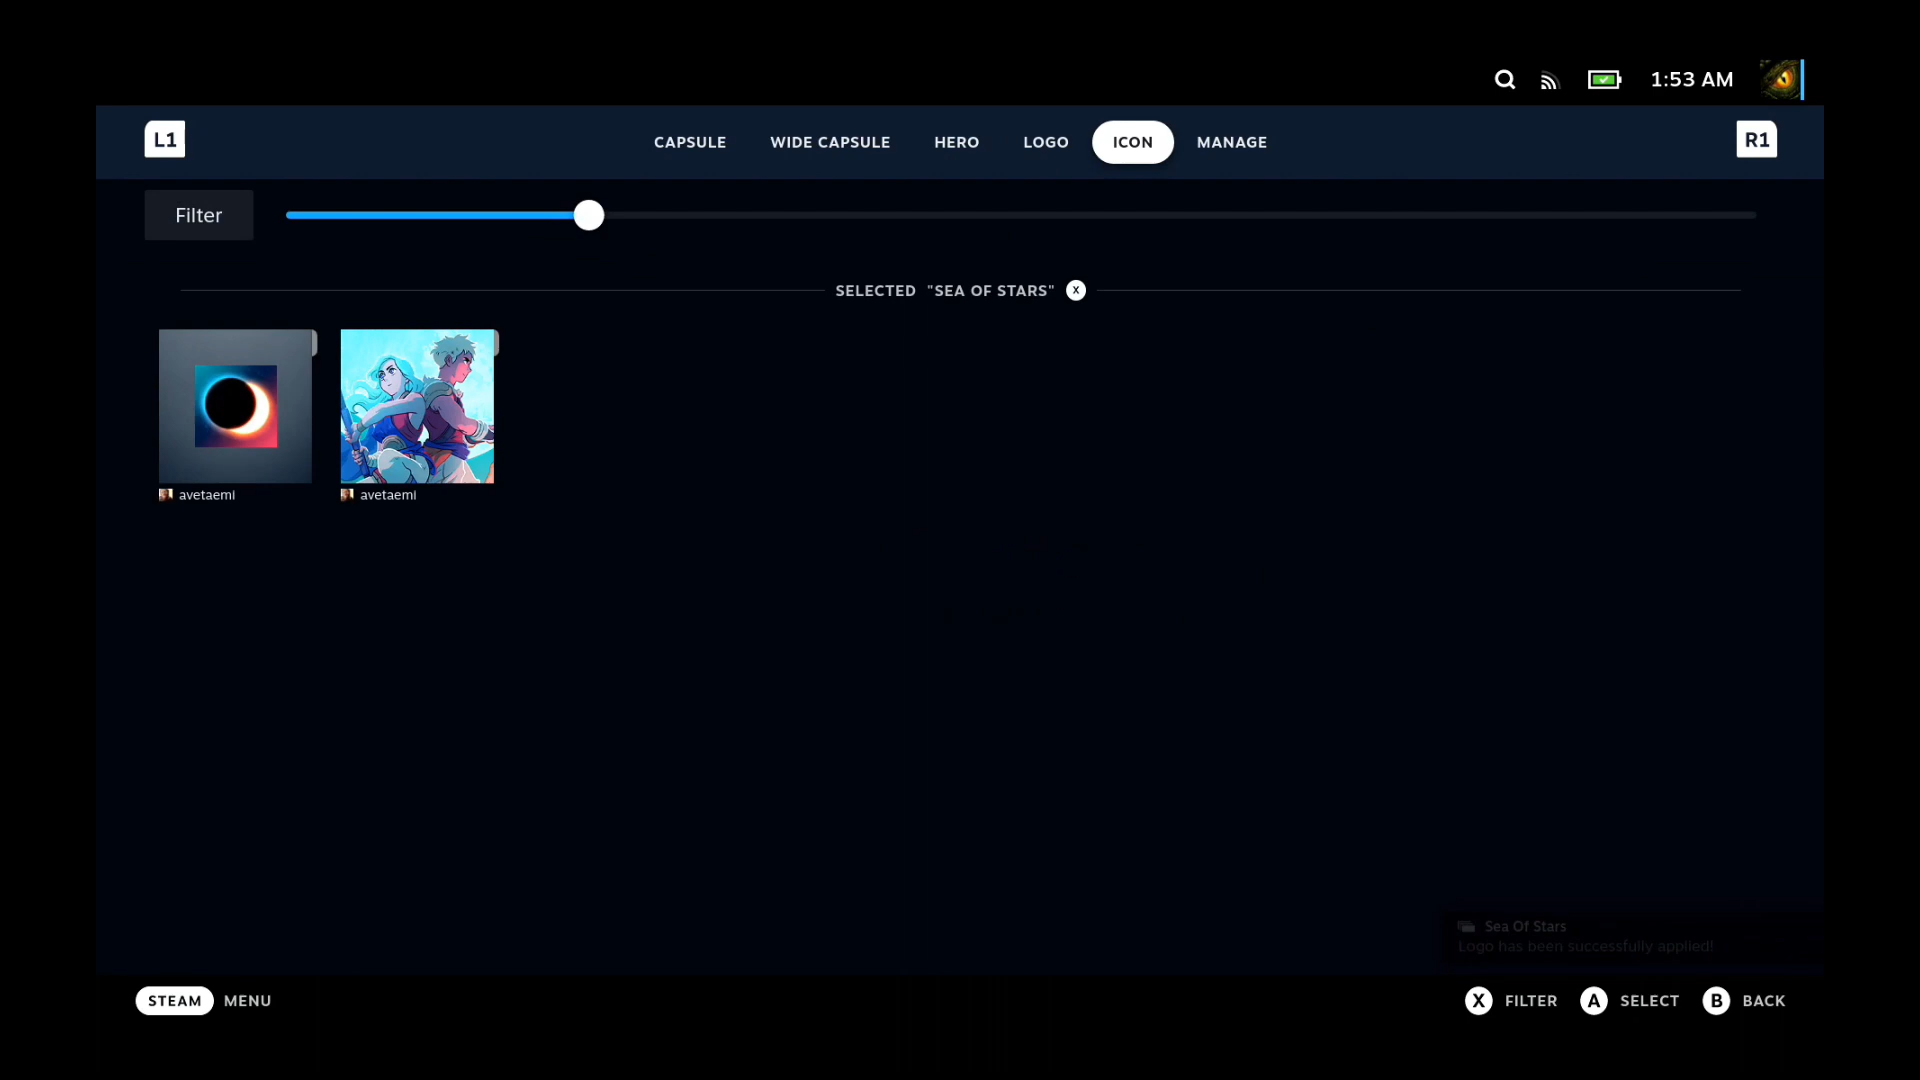 1:53 AM
L1
CAPSULE
WIDE CAPSULE
HERO
LOGO
ICON
MANAGE
R1
Filter
SELECTED "SEA OF STARS" X
avetaemi
avetaemi
Sea Of Stars
Logo has been successfully applied!
STEAM MENU
X FILTER
A SELECT
B BACK